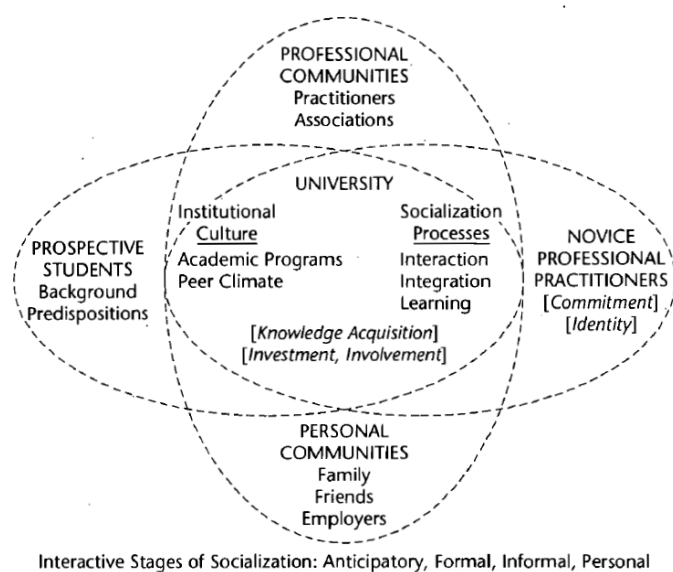 PROFESSIONAL
COMMUNITIES
Practitioners
Associations
UNIVERSITY
Institutional
Culture
Academic Programs
Peer Climate
Socialization
Processes
Interaction
Integration
Learning
[Knowledge Acquisition]
[Investment, Involvement]
PROSPECTIVE
STUDENTS
Background
Predispositions
NOVICE
PROFESSIONAL
PRACTITIONERS
[Commitment]
[Identity]
PERSONAL
COMMUNITIES
Family
Friends
Employers
Interactive Stages of Socialization: Anticipatory, Formal, Informal, Personal